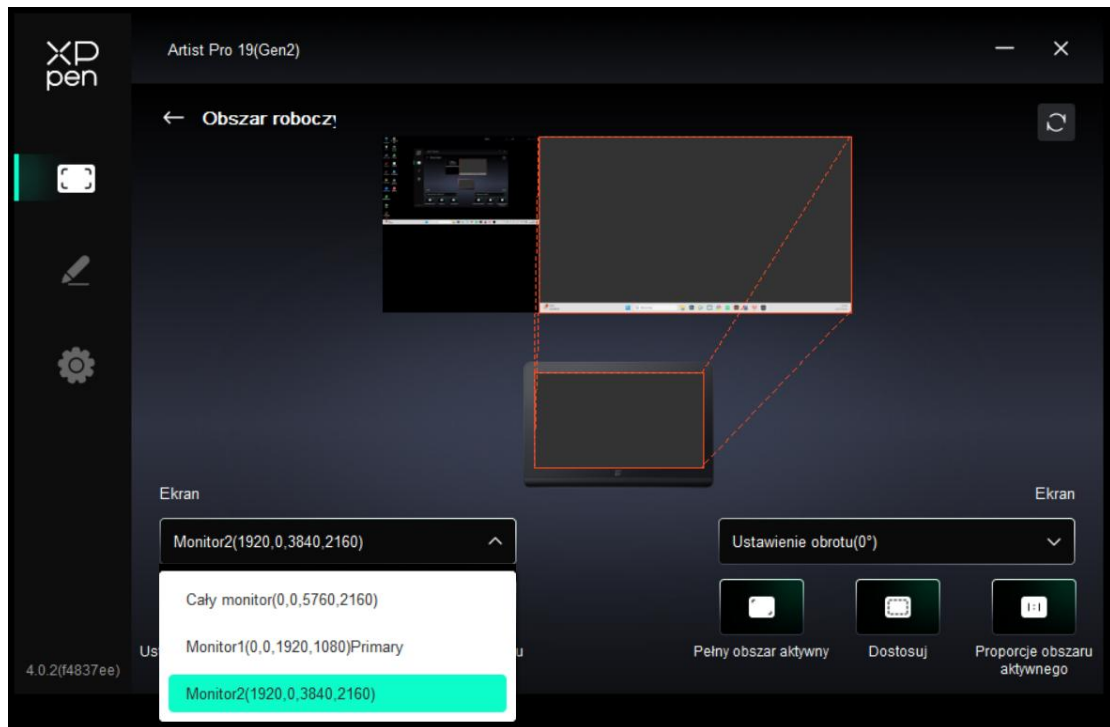 XP
pen
Artist Pro 19(Gen2)
Obszar roboczy
Ekran
Ekran
Monitor2(1920,0,3840,2160)
Ustawienie obrotu(0°)
Cały monitor(0,0,5760,2160)
Monitor1(0,0,1920,1080)Primary
Monitor2(1920,0,3840,2160)
Pełny obszar aktywny
Dostosuj
Proporcje obszaru
aktywnego
4.0.2(f4837ee)